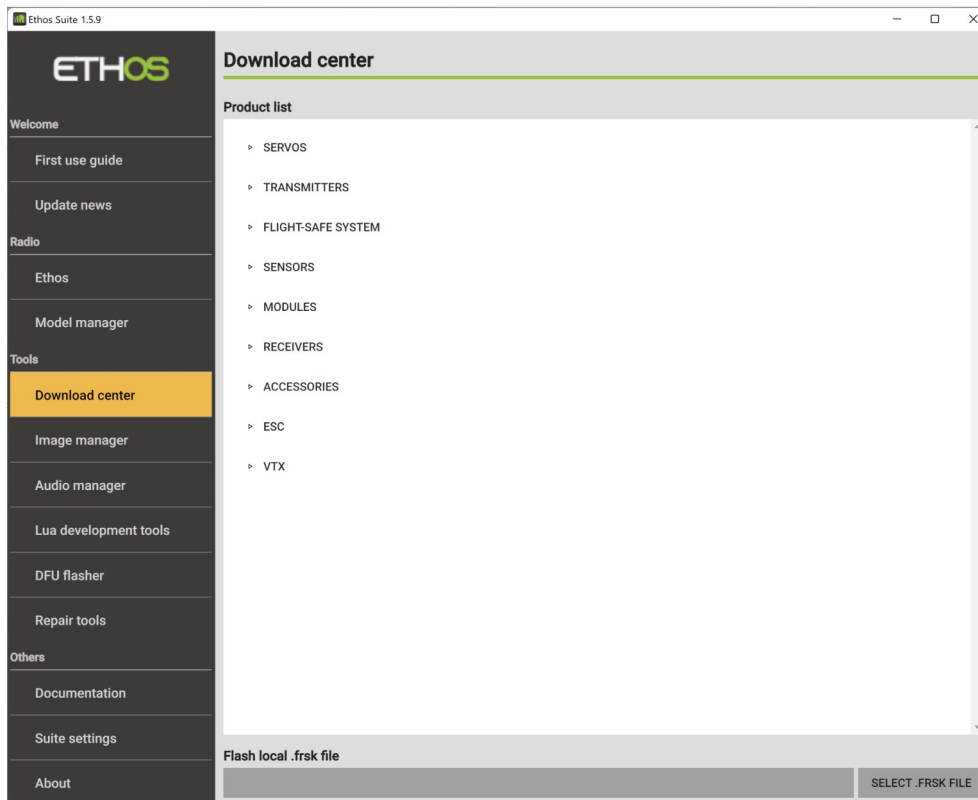 Ethos Suite 1.5.9
ETHOS
Welcome
First use guide
Update news
Radio
Ethos
Model manager
Tools
Download center
Image manager
Audio manager
Lua development tools
DFU flasher
Repair tools
Others
Documentation
Suite settings
About
Download center
Product list
SERVOS
TRANSMITTERS
FLIGHT-SAFE SYSTEM
SENSORS
MODULES
RECEIVERS
ACCESSORIES
ESC
VTX
Flash local .frsk file
SELECT .FRSK FILE